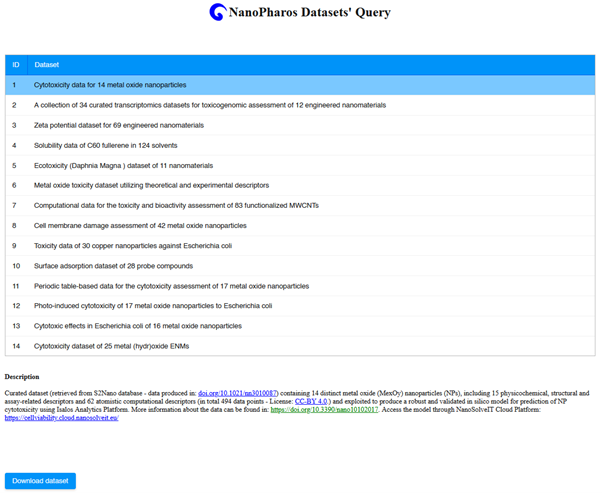 NanoPharos Datasets' Query
ID Dataset
1 Cytotoxicity data for 14 metal oxide nanoparticles
2 A collection of 34 curated transcriptomics datasets for toxicogenomic assessment of 12 engineered nanomaterials
3 Zeta potential dataset for 69 engineered nanomaterials
4 Solubility data of C60 fullerene in 124 solvents
5 Ecotoxicity (Daphnia Magna ) dataset of 11 nanomaterials
6 Metal oxide toxicity dataset utilizing theoretical and experimental descriptors
7 Computational data for the toxicity and bioactivity assessment of 83 functionalized MWCNTs
8 Cell membrane damage assessment of 42 metal oxide nanoparticles
9 Toxicity data of 30 copper nanoparticles against Escherichia coli
10 Surface adsorption dataset of 28 probe compounds
11 Periodic table-based data for the cytotoxicity assessment of 17 metal oxide nanoparticles
12 Photo-induced cytotoxicity of 17 metal oxide nanoparticles to Escherichia coli
13 Cytotoxic effects in Escherichia coli of 16 metal oxide nanoparticles
14 Cytotoxicity dataset of 25 metal (hydr)oxide ENMs
Description
Curated dataset (retrieved from S2Nano database - data produced in: doi.org/10.1021/nn3010087) containing 14 distinct metal oxide (MexOy) nanoparticles (NPs), including 15 physicochemical, structural and
assay-related descriptors and 62 atomistic computational descriptors (in total 494 data points - License: CC-BY 4.0.) and exploited to produce a robust and validated in silico model for prediction of NP
cytotoxicity using Isalos Analytics Platform. More information about the data can be found in: https://doi.org/10.3390/nano10102017. Access the model through NanoSolveIT Cloud Platform:
https://cellviability.cloud.nanosolveit.eu/
Download dataset